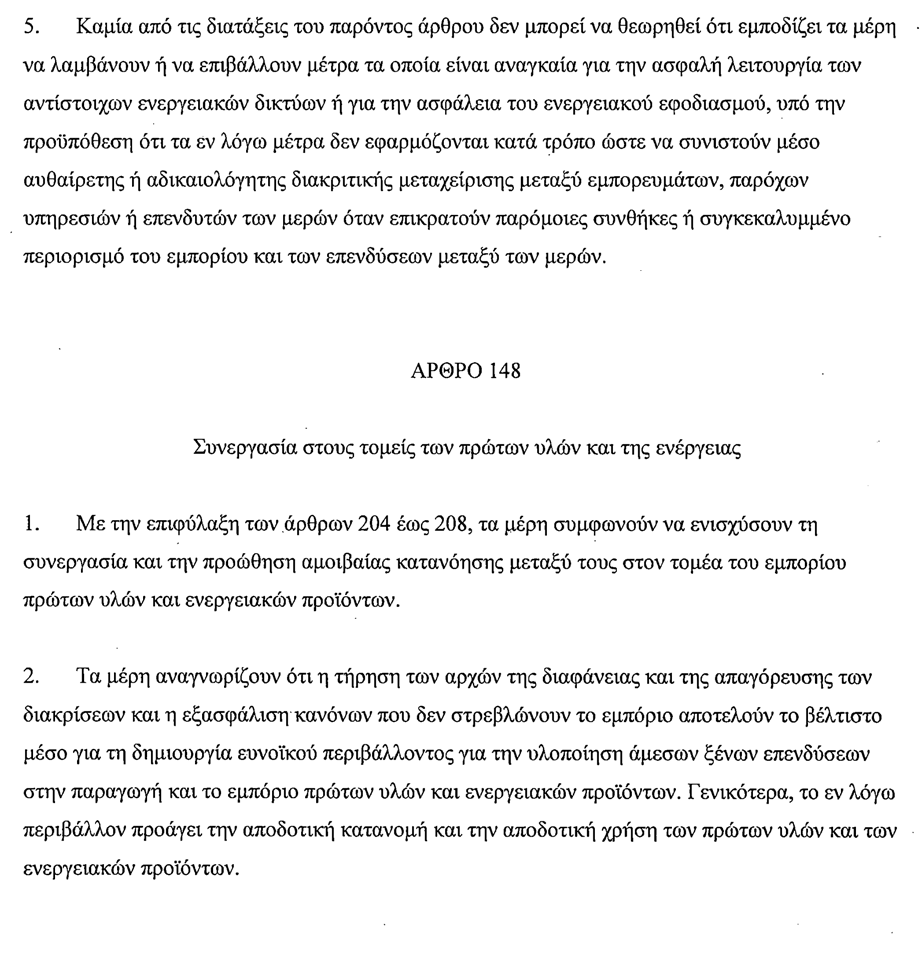 5. Καμία από τις διατάξεις του παρόντος άρθρου δεν μπορεί να θεωρηθεί ότι εμποδίζει τα μέρη
να λαμβάνουν ή να επιβάλλουν μέτρα τα οποία είναι αναγκαία για την ασφαλή λειτουργία των
αντίστοιχων ενεργειακών δικτύων ή για την ασφάλεια του ενεργειακού εφοδιασμού, υπό την
προϋπόθεση ότι τα εν λόγω μέτρα δεν εφαρμόζονται κατά τρόπο ώστε να συνιστούν μέσο
αυθαίρετης ή αδικαιολόγητης διακριτικής μεταχείρισης μεταξύ εμπορευμάτων, παρόχων
υπηρεσιών ή επενδυτών των μερών όταν επικρατούν παρόμοιες συνθήκες ή συγκεκαλυμμένο
περιορισμό του εμπορίου και των επενδύσεων μεταξύ των μερών.
ΑΡΘΡΟ 148
Συνεργασία στους τομείς των πρώτων υλών και της ενέργειας
1. Με την επιφύλαξη των άρθρων 204 έως 208, τα μέρη συμφωνούν να ενισχύσουν τη
συνεργασία και την προώθηση αμοιβαίας κατανόησης μεταξύ τους στον τομέα του εμπορίου
πρώτων υλών και ενεργειακών προϊόντων.
2. Τα μέρη αναγνωρίζουν ότι η τήρηση των αρχών της διαφάνειας και της απαγόρευσης των
διακρίσεων και η εξασφάλιση κανόνων που δεν στρεβλώνουν το εμπόριο αποτελούν το βέλτιστο
μέσο για τη δημιουργία ευνοϊκού περιβάλλοντος για την υλοποίηση άμεσων ξένων επενδύσεων
στην παραγωγή και το εμπόριο πρώτων υλών και ενεργειακών προϊόντων. Γενικότερα, το εν λόγω
περιβάλλον προάγει την αποδοτική κατανομή και την αποδοτική χρήση των πρώτων υλών και των
ενεργειακών προϊόντων.